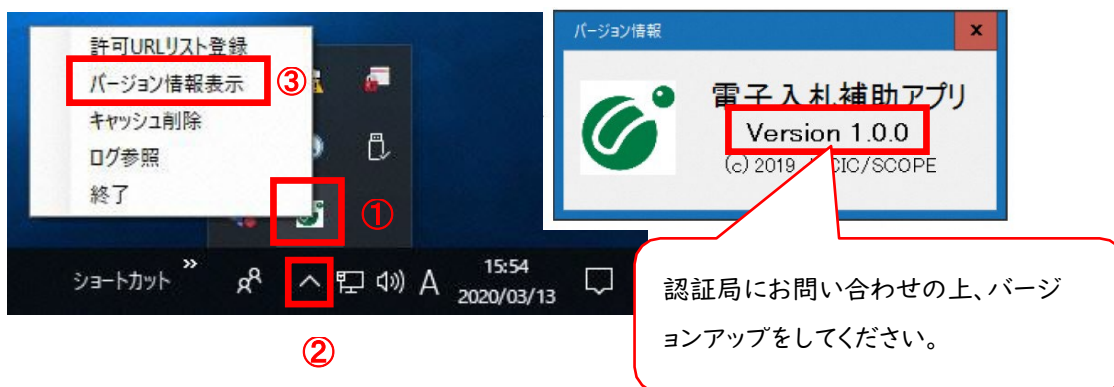 許可URLリスト登録
バージョン情報表示
③
キャッシュ削除
ログ参照
終了
①
ショートカット
»
A
15:54
2020/03/13
②
バージョン情報
x
電子入札補助アプリ
Version 1.0.0
(c) 2019 CIC/SCOPE
認証局にお問い合わせの上、バージ
ョンアップをしてください。